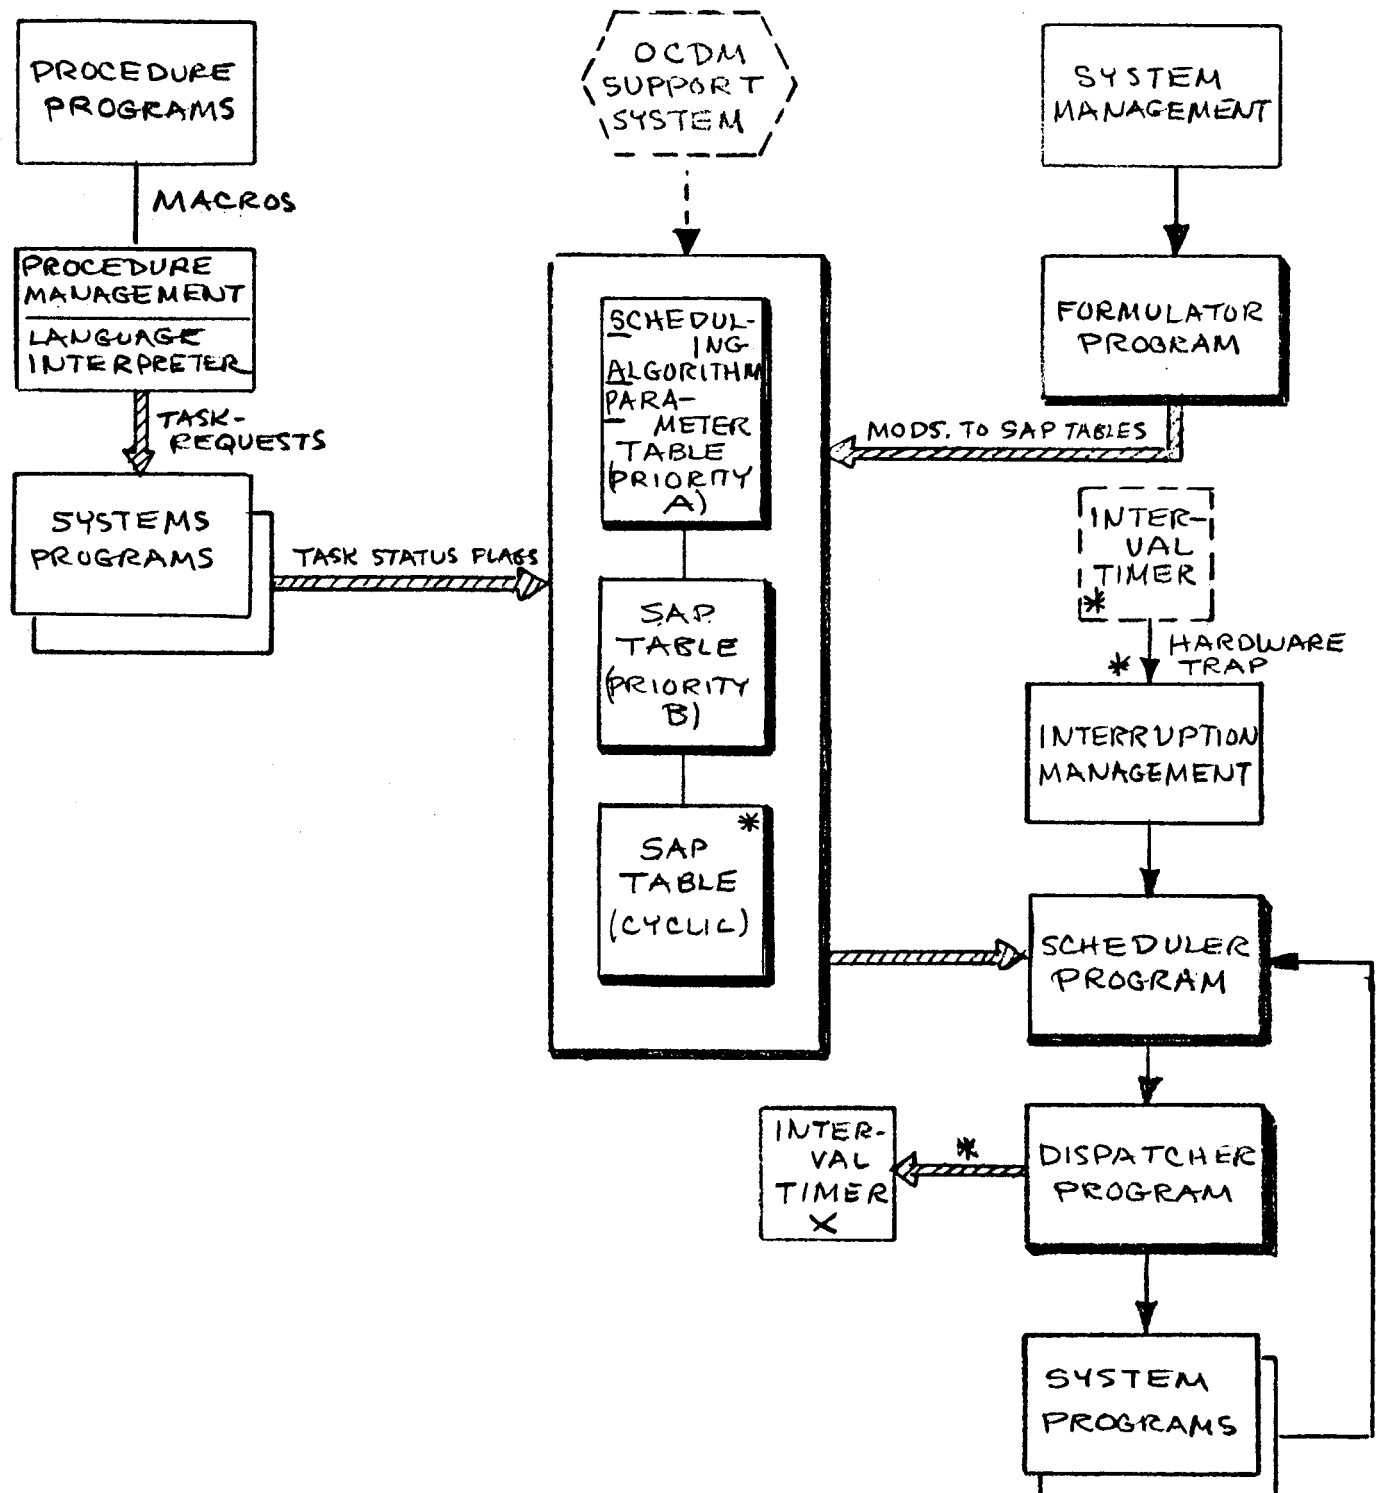 PROCEDURE
PROGRAMS
MACROS
PROCEDURE
MANAGEMENT
LANGUAGE
INTERPRETER
TASK-
REQUESTS
SYSTEMS
PROGRAMS
TASK STATUS FLAGS
OCDM
SUPPORT
SYSTEM
SCHEDUL-
ING
ALGORITHM
PARA-
METER
TABLE
(PRIORITY
A)
SAP
TABLE
(PRIORITY
B)
*
SAP
TABLE
(CYCLIC)
SYSTEM
MANAGEMENT
FORMULATOR
PROGRAM
MODS. TO SAP TABLES
INTER-
VAL
TIMER
*
* HARDWARE
TRAP
INTERRUPTION
MANAGEMENT
SCHEDULER
PROGRAM
DISPATCHER
PROGRAM
*
INTER-
VAL
TIMER
X
SYSTEM
PROGRAMS